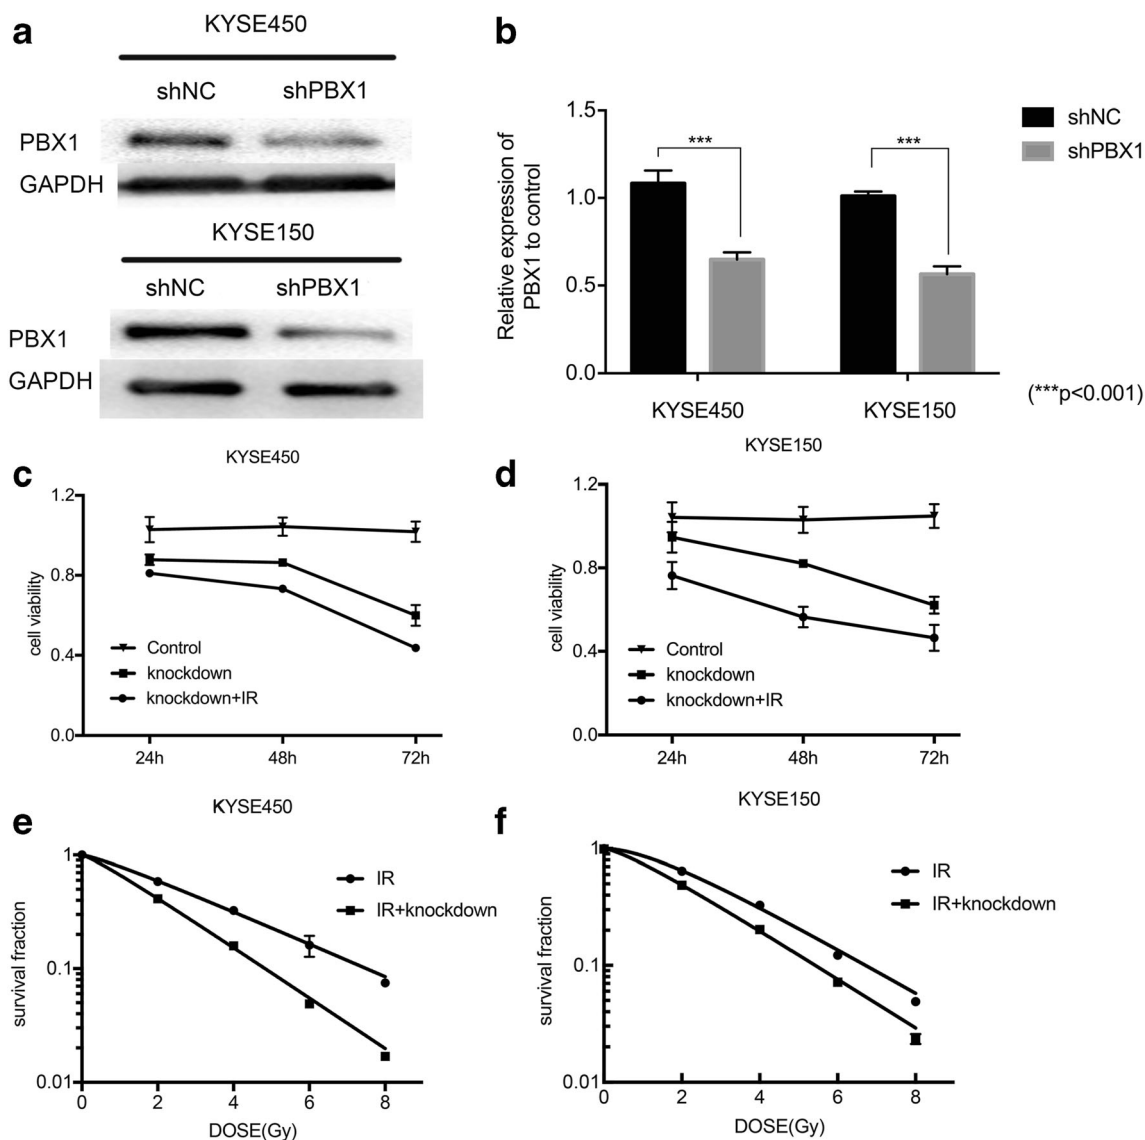 a
KYSE450
shNC shPBX1
PBX1
GAPDH
KYSE150
shNC shPBX1
PBX1
GAPDH
b
1.5
1.0
0.5
0.0
Relative expression of
PBX1 to control
***
***
shNC
shPBX1
KYSE450 KYSE150
(***p<0.001)
c
KYSE450
1.2
0.8
0.4
0.0
cell viability
Control
knockdown
knockdown+IR
24h 48h 72h
d
KYSE150
1.2
0.8
0.4
0.0
cell viability
Control
knockdown
knockdown+IR
24h 48h 72h
e
KYSE450
1
0.1
0.01
survival fraction
IR
IR+knockdown
0 2 4 6 8
DOSE(Gy)
f
KYSE150
1
0.1
0.01
survival fraction
IR
IR+knockdown
0 2 4 6 8
DOSE(Gy)